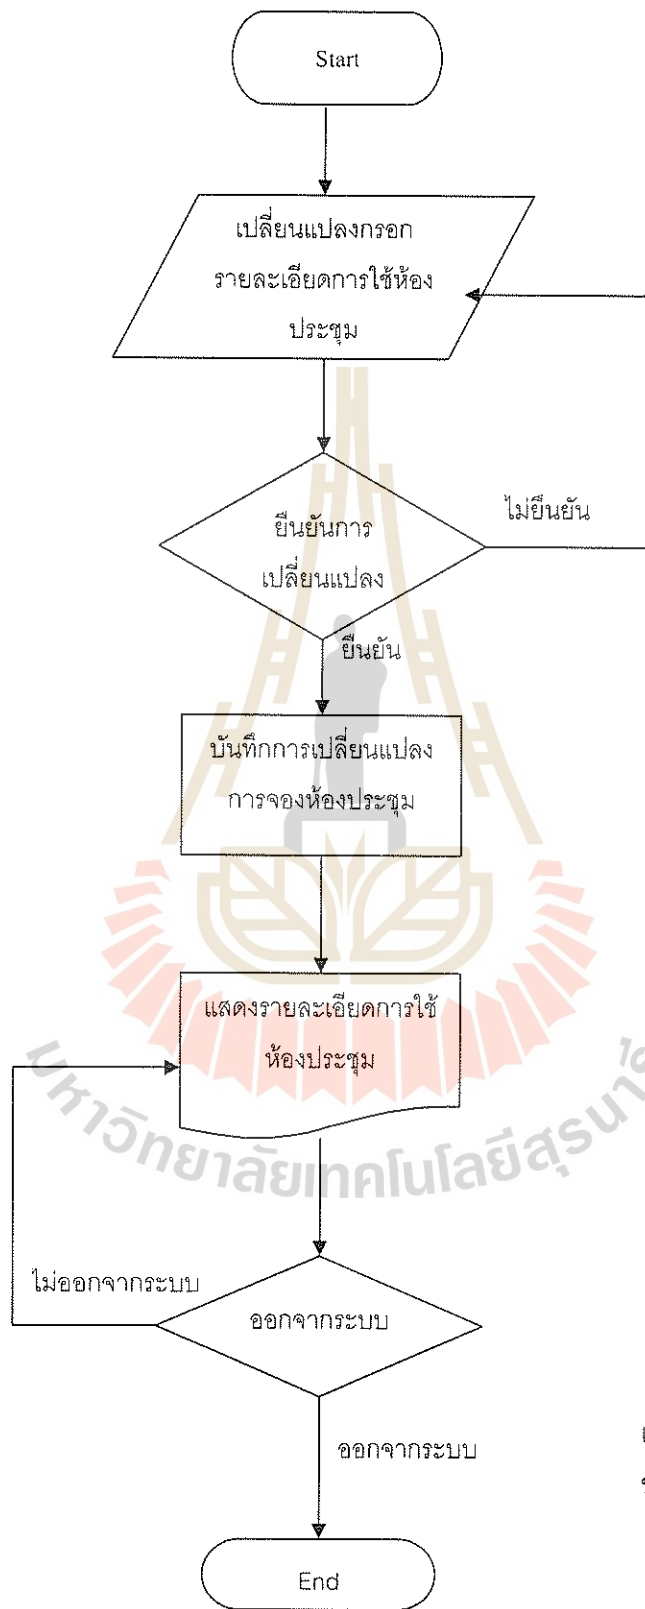 Start
เปลี่ยนแปลงกรอก
รายละเอียดการใช้ห้อง
ประชุม
ไม่ยืนยัน
ยืนยันการ
เปลี่ยนแปลง
ยืนยัน
บันทึกการเปลี่ยนแปลง
การจองห้องประชุม
แสดงรายละเอียดการใช้
ห้องประชุม
มหาวิทยาลัยเทคโนโลยีสุรนารี
ไม่ออกจากระบบ
ออกจากระบบ
ออกจากระบบ
End